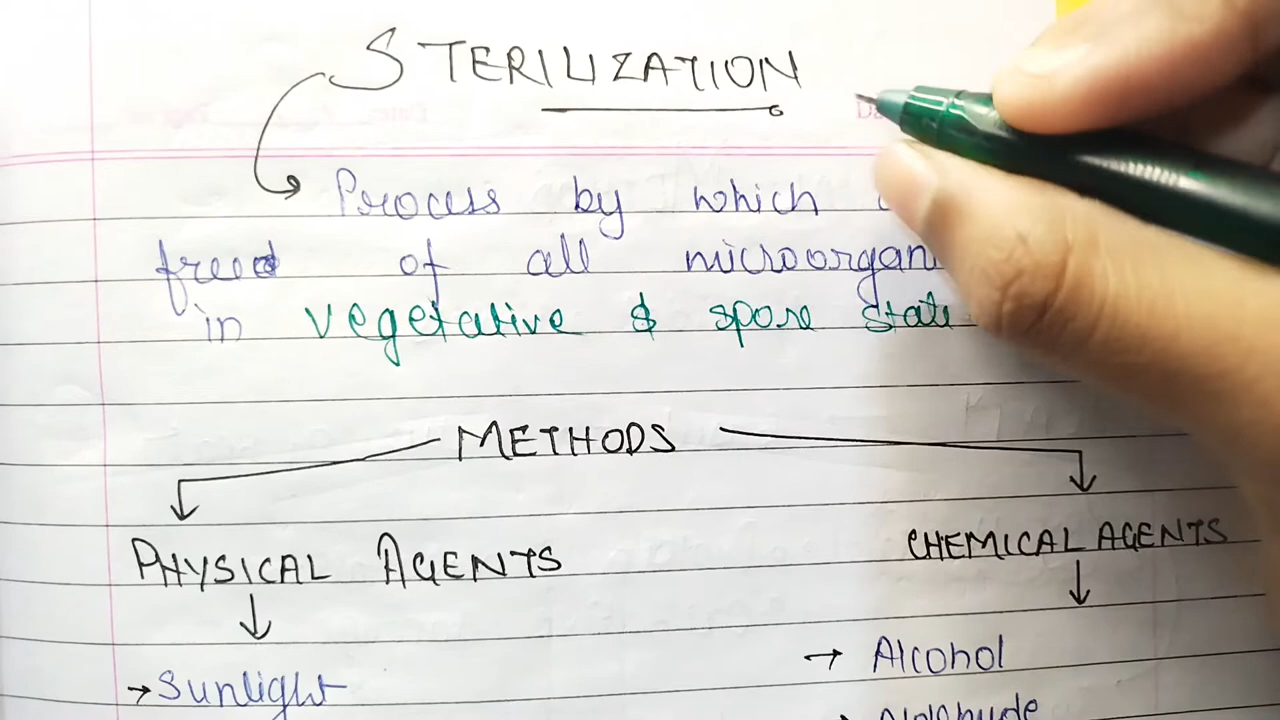 STERILIZATION
Process by which
freed of all microorgan
in vegetative & spore state
METHODS
PHYSICAL AGENTS
CHEMICAL AGENTS
→ Sunlight
→ Alcohol